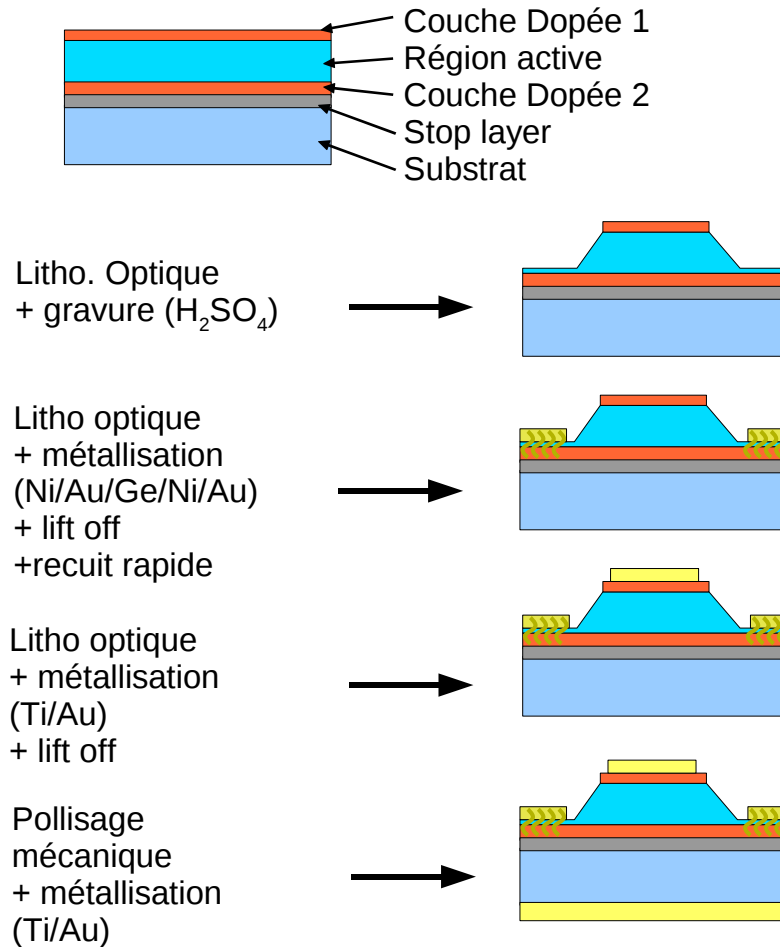 Couche Dopée 1
Région active
Couche Dopée 2
Stop layer
Substrat
Litho. Optique
+ gravure (H₂SO₄)
Litho optique
+ métallisation
(Ni/Au/Ge/Ni/Au)
+ lift off
+recuit rapide
Litho optique
+ métallisation
(Ti/Au)
+ lift off
Pollisage
mécanique
+ métallisation
(Ti/Au)